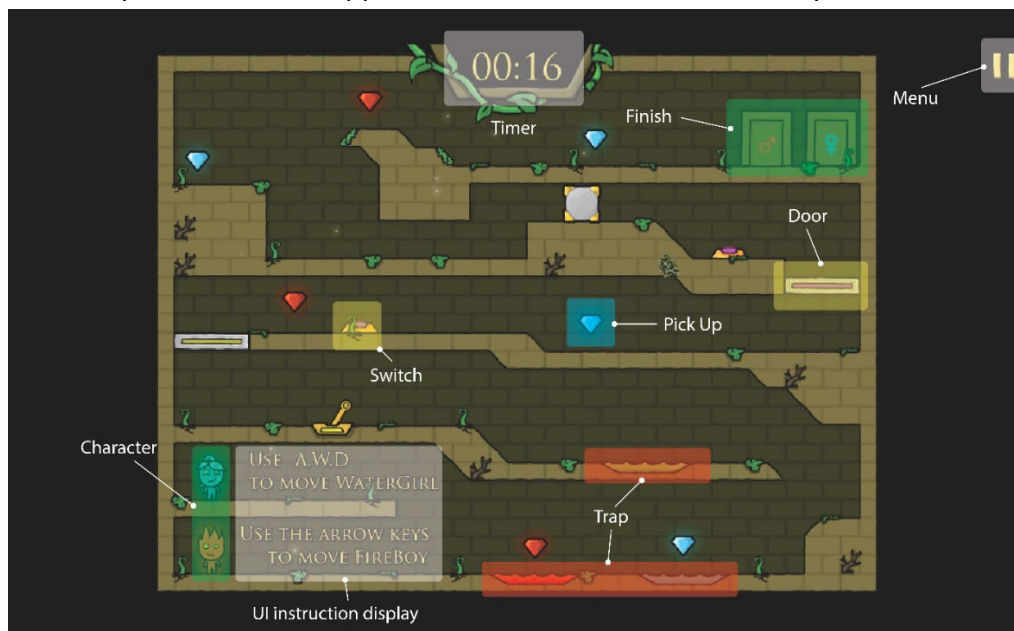 00:16
Timer
Menu
Finish
Door
Pick Up
Switch
Character
USE A.W.D
TO MOVE WATERGIRL
Trap
USE THE ARROW KEYS
TO MOVE FIREBOY
UI instruction display